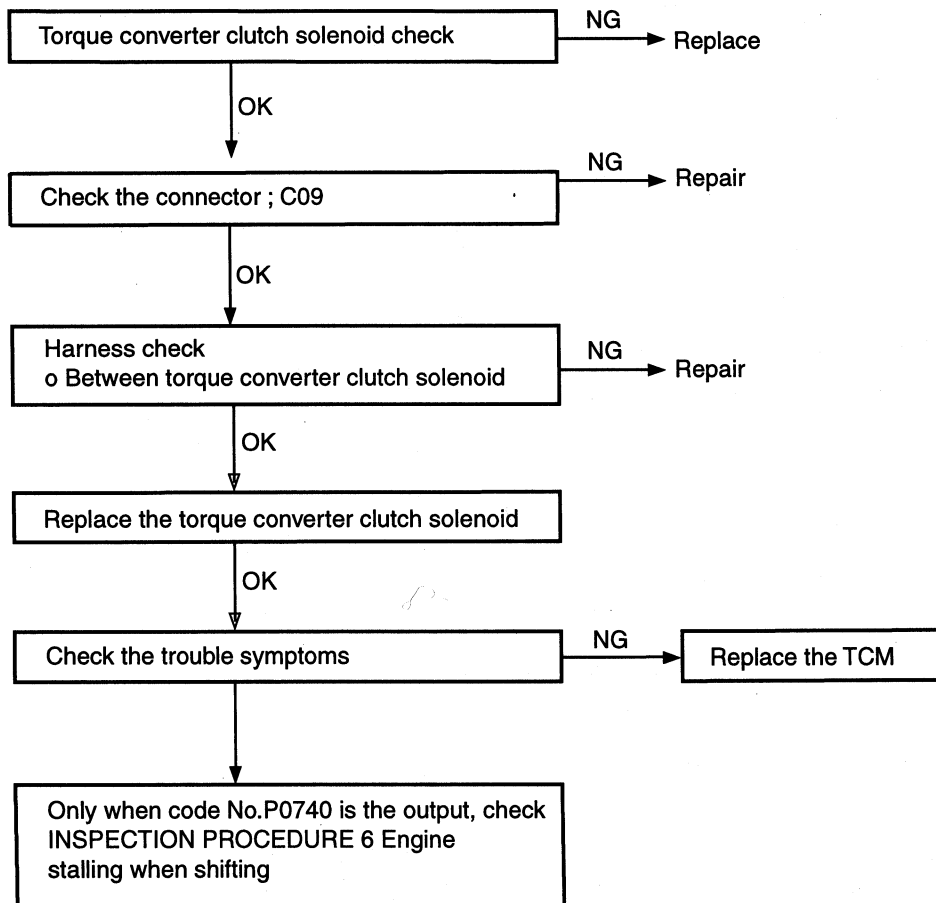 Torque converter clutch solenoid check
NG
Replace
OK
Check the connector ; C09
NG
Repair
OK
Harness check
o Between torque converter clutch solenoid
NG
Repair
OK
Replace the torque converter clutch solenoid
OK
Check the trouble symptoms
NG
Replace the TCM
Only when code No.P0740 is the output, check
INSPECTION PROCEDURE 6 Engine
stalling when shifting